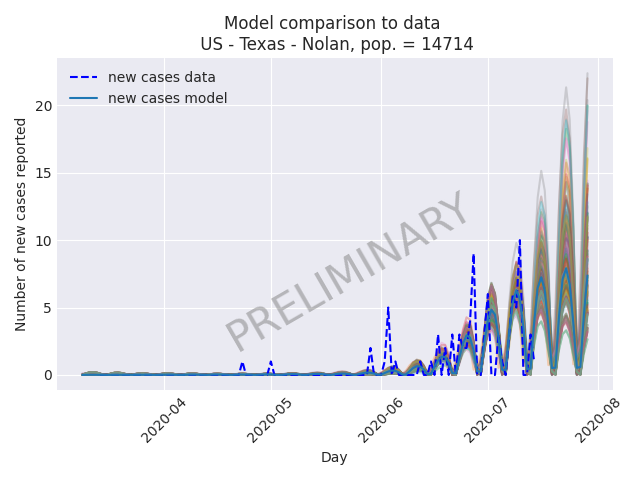 Model comparison to data
US - Texas - Nolan, pop. = 14714
new cases data
new cases model
Number of new cases reported
20
15
10
5
0
PRELIMINARY
2020-04
2020-05
2020-06
2020-07
2020-08
Day